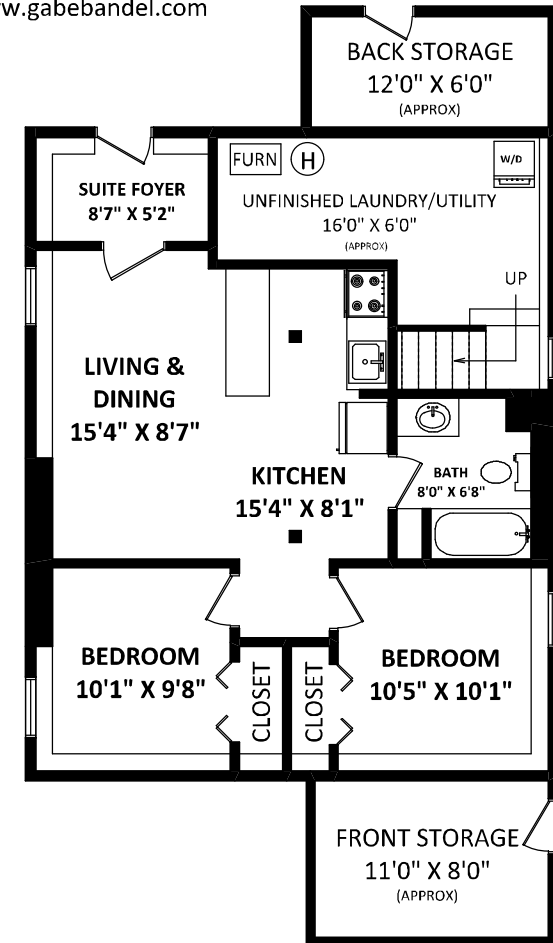 w.gabebandel.com
BACK STORAGE
12'0" X 6'0"
(APPROX)
FURN
H
W/D
SUITE FOYER
8'7" X 5'2"
UNFINISHED LAUNDRY/UTILITY
16'0" X 6'0"
(APPROX)
UP
LIVING &
DINING
15'4" X 8'7"
KITCHEN
15'4" X 8'1"
BATH
8'0" X 6'8"
BEDROOM
10'1" X 9'8"
CLOSET
CLOSET
BEDROOM
10'5" X 10'1"
FRONT STORAGE
11'0" X 8'0"
(APPROX)